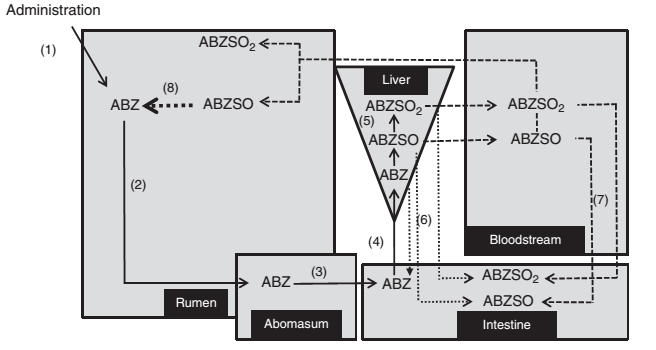 Administration
(1)
ABZSO₂
Liver
(8)
ABZ
ABZSO
ABZSO₂
ABZSO₂
(5)
ABZSO
ABZSO
ABZ
(2)
(7)
(6)
(4)
Bloodstream
(3)
ABZ
ABZ
ABZSO₂
Rumen
ABZSO
Abomasum
Intestine